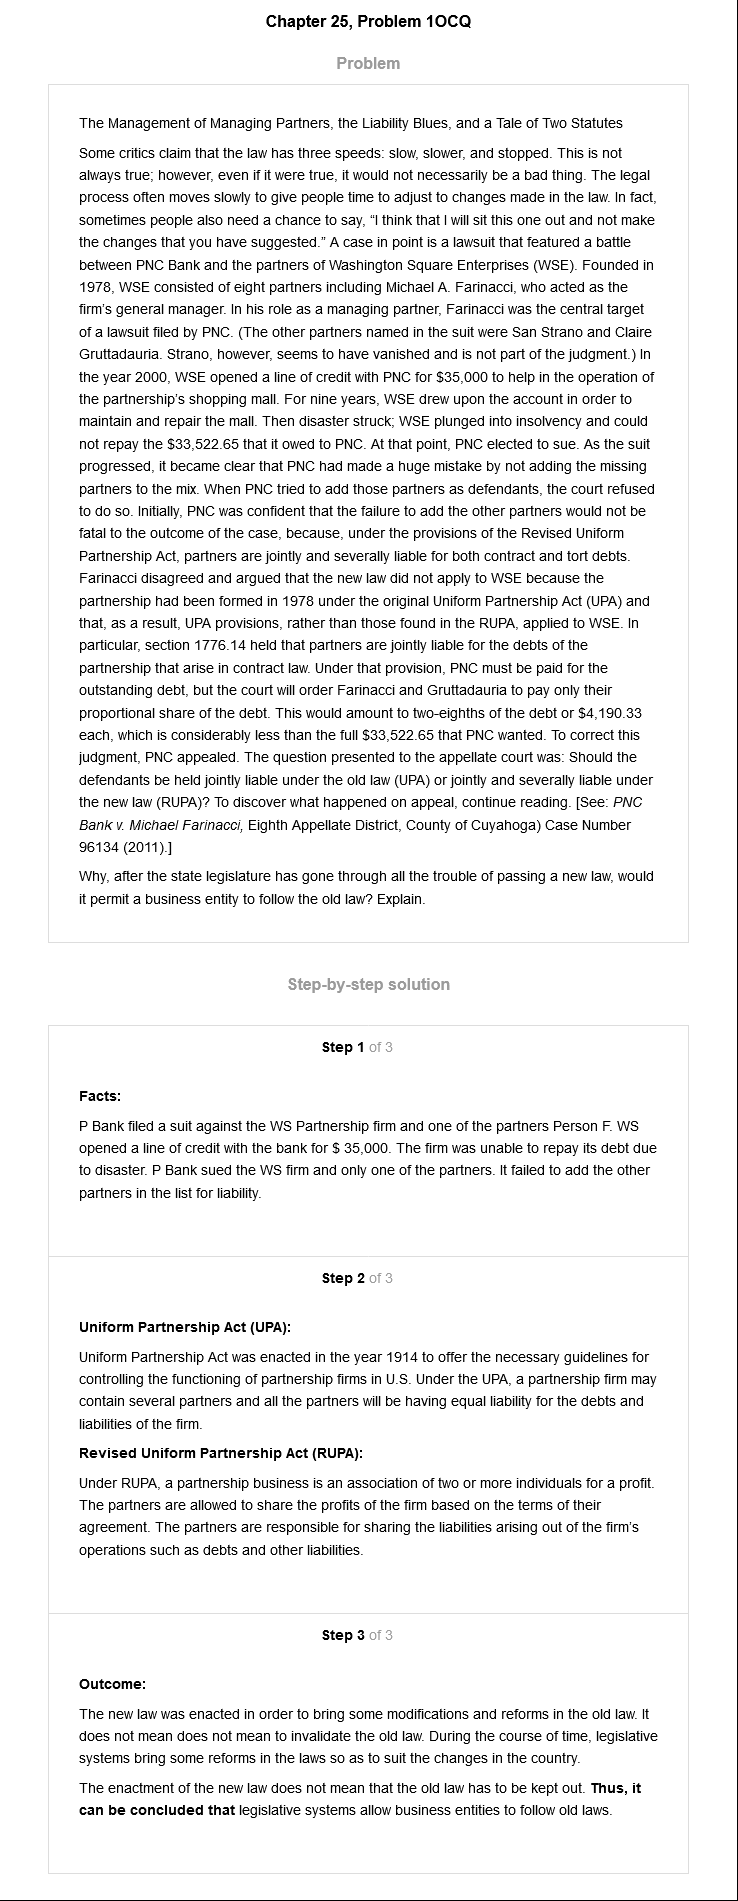 Chapter 25, Problem 1OCQ
Problem
The Management of Managing Partners, the Liability Blues, and a Tale of Two Statutes
Some critics claim that the law has three speeds: slow, slower, and stopped. This is not
always true; however, even if it were true, it would not necessarily be a bad thing. The legal
process often moves slowly to give people time to adjust to changes made in the law. In fact,
sometimes people also need a chance to say, “I think that I will sit this one out and not make
the changes that you have suggested.” A case in point is a lawsuit that featured a battle
between PNC Bank and the partners of Washington Square Enterprises (WSE). Founded in
1978, WSE consisted of eight partners including Michael A. Farinacci, who acted as the
firm’s general manager. In his role as a managing partner, Farinacci was the central target
of a lawsuit filed by PNC. (The other partners named in the suit were San Strano and Claire
Gruttadauria. Strano, however, seems to have vanished and is not part of the judgment.) In
the year 2000, WSE opened a line of credit with PNC for $35,000 to help in the operation of
the partnership’s shopping mall. For nine years, WSE drew upon the account in order to
maintain and repair the mall. Then disaster struck; WSE plunged into insolvency and could
not repay the $33,522.65 that it owed to PNC. At that point, PNC elected to sue. As the suit
progressed, it became clear that PNC had made a huge mistake by not adding the missing
partners to the mix. When PNC tried to add those partners as defendants, the court refused
to do so. Initially, PNC was confident that the failure to add the other partners would not be
fatal to the outcome of the case, because, under the provisions of the Revised Uniform
Partnership Act, partners are jointly and severally liable for both contract and tort debts.
Farinacci disagreed and argued that the new law did not apply to WSE because the
partnership had been formed in 1978 under the original Uniform Partnership Act (UPA) and
that, as a result, UPA provisions, rather than those found in the RUPA, applied to WSE. In
particular, section 1776.14 held that partners are jointly liable for the debts of the
partnership that arise in contract law. Under that provision, PNC must be paid for the
outstanding debt, but the court will order Farinacci and Gruttadauria to pay only their
proportional share of the debt. This would amount to two-eighths of the debt or $4,190.33
each, which is considerably less than the full $33,522.65 that PNC wanted. To correct this
judgment, PNC appealed. The question presented to the appellate court was: Should the
defendants be held jointly liable under the old law (UPA) or jointly and severally liable under
the new law (RUPA)? To discover what happened on appeal, continue reading. [See: PNC
Bank v. Michael Farinacci, Eighth Appellate District, County of Cuyahoga) Case Number
96134 (2011).]
Why, after the state legislature has gone through all the trouble of passing a new law, would
it permit a business entity to follow the old law? Explain.
Step-by-step solution
Step 1 of 3
Facts:
P Bank filed a suit against the WS Partnership firm and one of the partners Person F. WS
opened a line of credit with the bank for $ 35,000. The firm was unable to repay its debt due
to disaster. P Bank sued the WS firm and only one of the partners. It failed to add the other
partners in the list for liability.
Step 2 of 3
Uniform Partnership Act (UPA):
Uniform Partnership Act was enacted in the year 1914 to offer the necessary guidelines for
controlling the functioning of partnership firms in U.S. Under the UPA, a partnership firm may
contain several partners and all the partners will be having equal liability for the debts and
liabilities of the firm.
Revised Uniform Partnership Act (RUPA):
Under RUPA, a partnership business is an association of two or more individuals for a profit.
The partners are allowed to share the profits of the firm based on the terms of their
agreement. The partners are responsible for sharing the liabilities arising out of the firm’s
operations such as debts and other liabilities.
Step 3 of 3
Outcome:
The new law was enacted in order to bring some modifications and reforms in the old law. It
does not mean does not mean to invalidate the old law. During the course of time, legislative
systems bring some reforms in the laws so as to suit the changes in the country.
The enactment of the new law does not mean that the old law has to be kept out. Thus, it
can be concluded that legislative systems allow business entities to follow old laws.